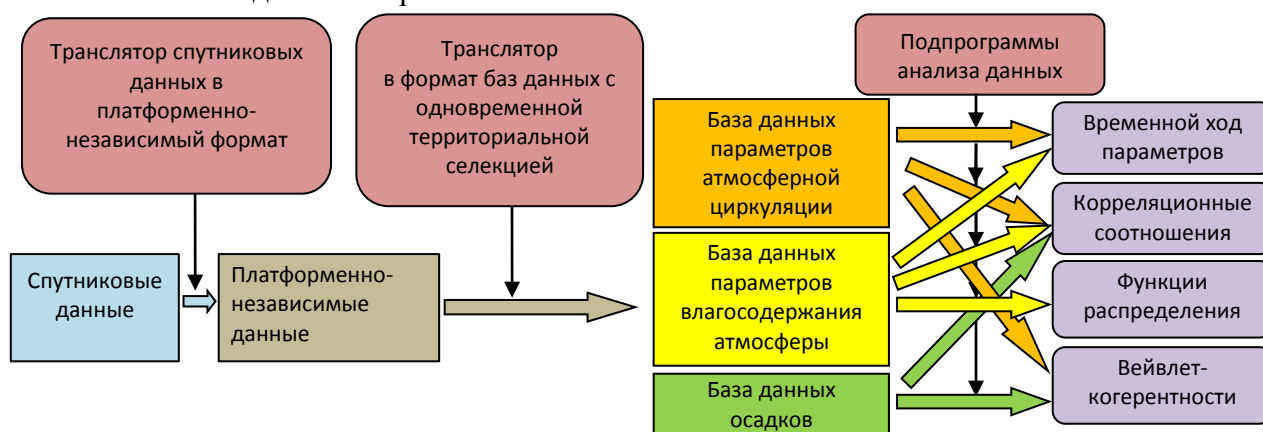 Транслятор спутниковых
данных в
платформенно-
независимый формат
Транслятор
в формат баз данных с
одновременной
территориальной
селекцией
Подпрограммы
анализа данных
Спутниковые
данные
Платформенно-
независимые
данные
База данных
параметров
атмосферной
циркуляции
База данных
параметров
влагосодержания
атмосферы
База данных
осадков
Временной ход
параметров
Корреляционные
соотношения
Функции
распределения
Вейвлет-
когерентности